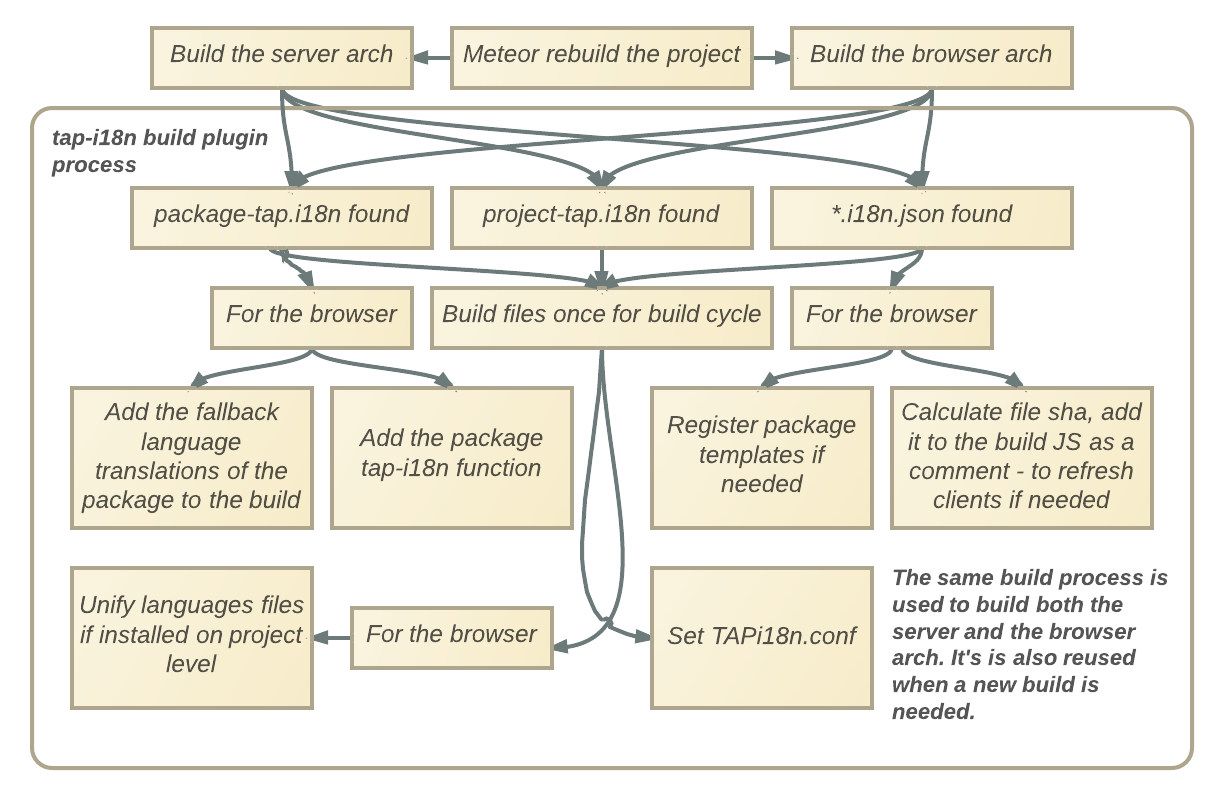 Build the server arch
Meteor rebuild the project
Build the browser arch
tap-i18n build plugin
process
package-tap.i18n found
project-tap.i18n found
*.i18n.json found
For the browser
Build files once for build cycle
For the browser
Add the fallback
language
translations of the
package to the build
Add the package
tap-i18n function
Register package
templates if
needed
Calculate file sha, add
it to the build JS as a
comment - to refresh
clients if needed
Unify languages files
if installed on project
level
For the browser
Set TAPi18n.conf
The same build process is
used to build both the
server and the browser
arch. It's is also reused
when a new build is
needed.